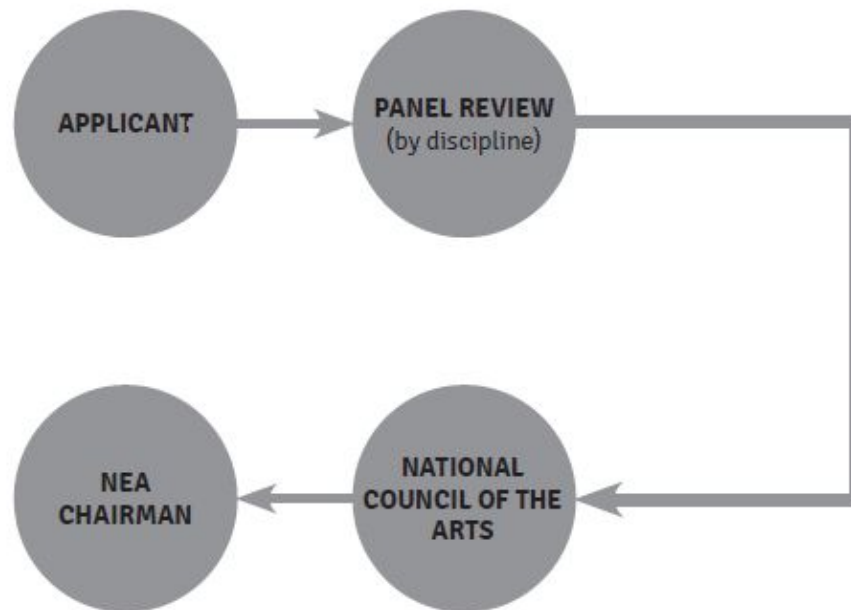 APPLICANT
PANEL REVIEW
(by discipline)
NEA
CHAIRMAN
NATIONAL
COUNCIL OF THE
ARTS